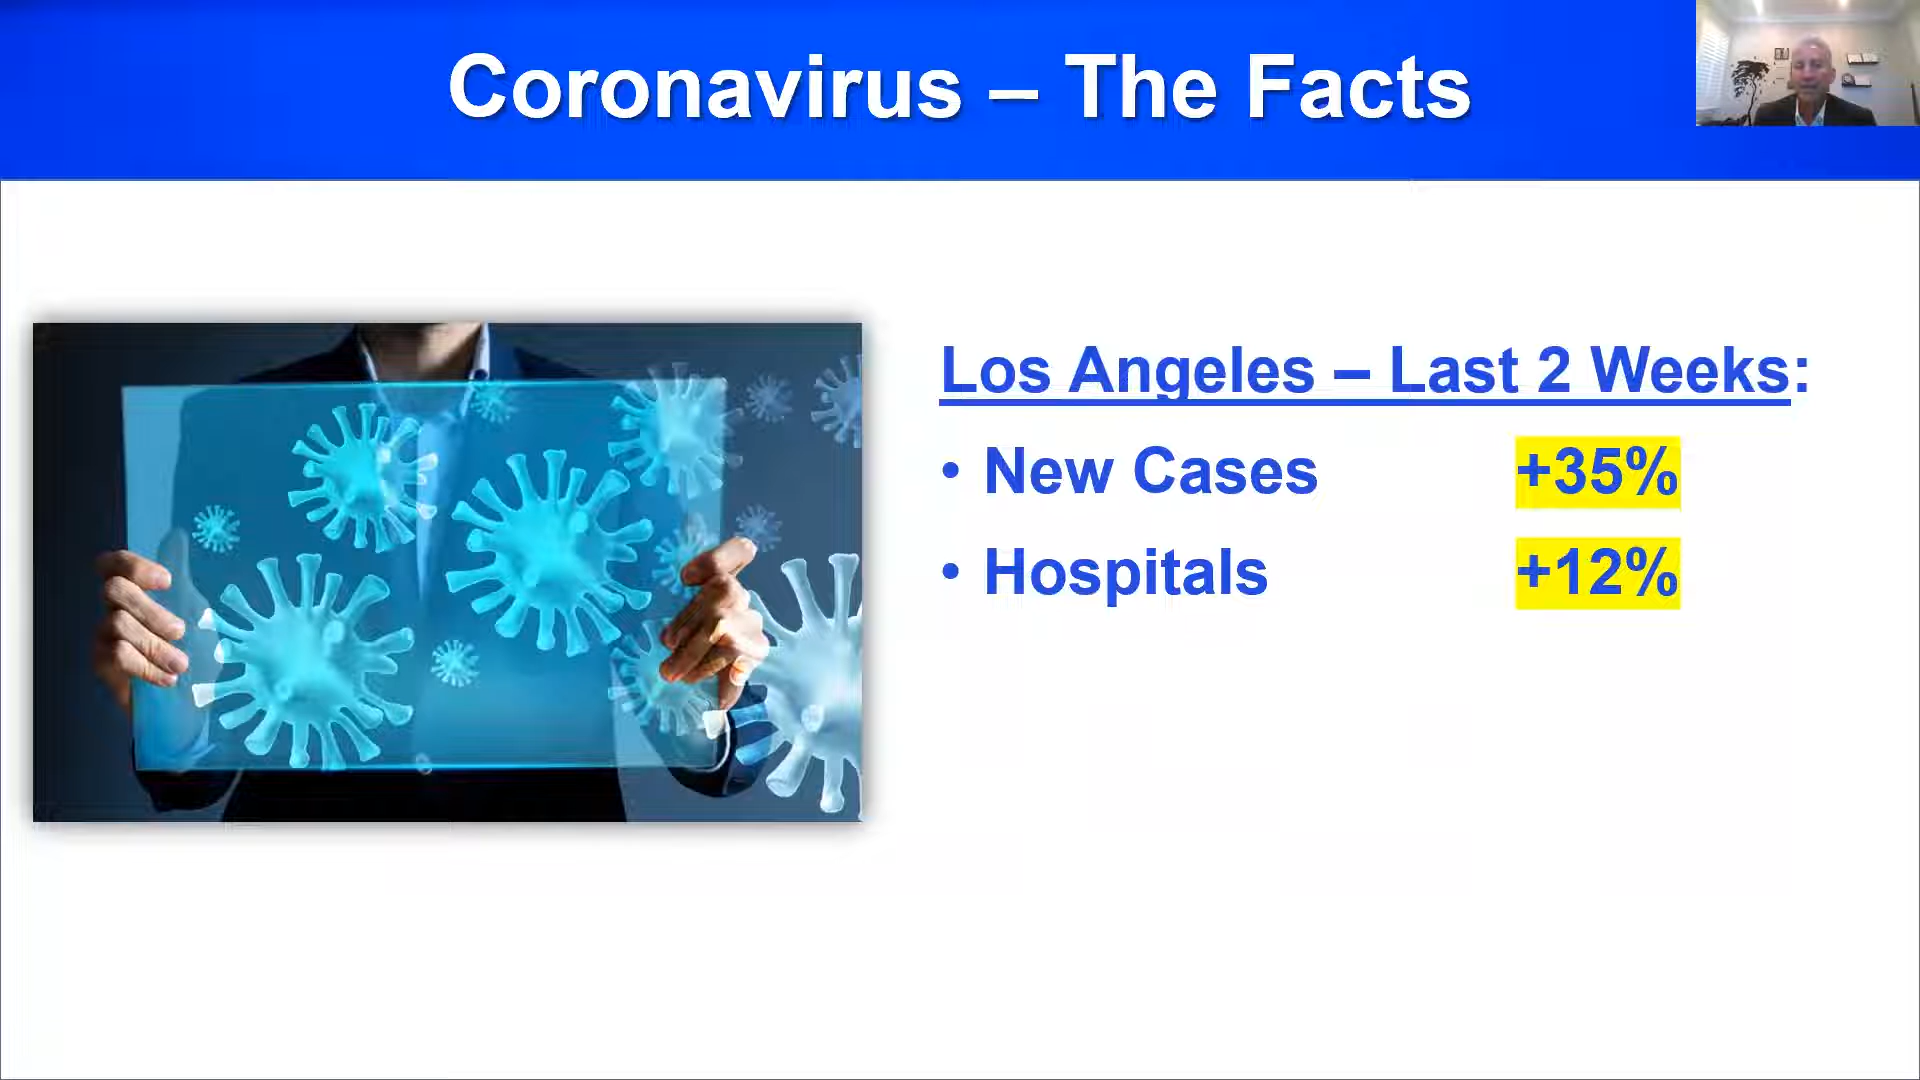 Coronavirus – The Facts
Los Angeles – Last 2 Weeks:
• New Cases +35%
• Hospitals +12%